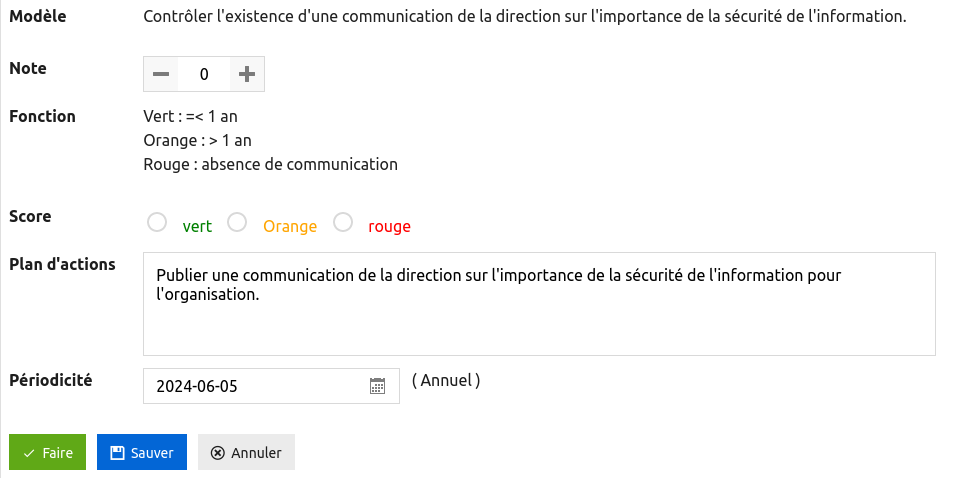 Modèle Contrôler l'existence d'une communication de la direction sur l'importance de la sécurité de l'information.
Note 0
Fonction Vert : =< 1 an
Orange : > 1 an
Rouge : absence de communication
Score vert Orange rouge
Plan d'actions Publier une communication de la direction sur l'importance de la sécurité de l'information pour
l'organisation.
Périodicité 2024-06-05 ( Annuel )
Faire Sauver Annuler